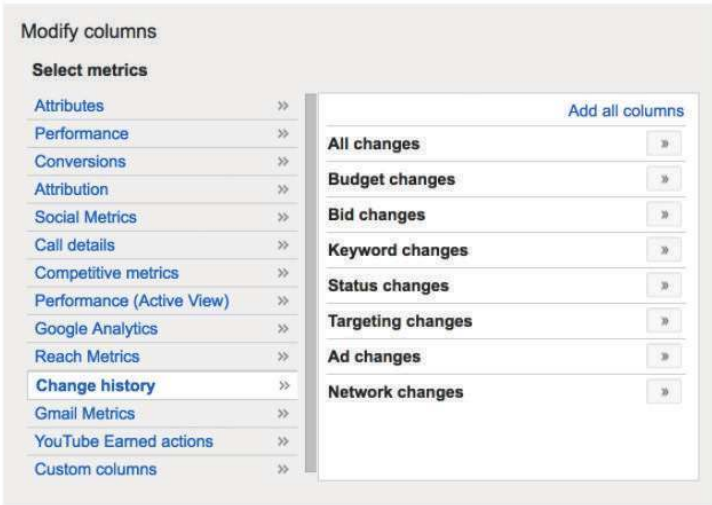 Modify columns
Select metrics
Attributes »
Performance »
Conversions »
Attribution »
Social Metrics »
Call details »
Competitive metrics »
Performance (Active View) »
Google Analytics »
Reach Metrics »
Change history »
Gmail Metrics »
YouTube Earned actions »
Custom columns »
Add all columns
All changes »
Budget changes »
Bid changes »
Keyword changes »
Status changes »
Targeting changes »
Ad changes »
Network changes »